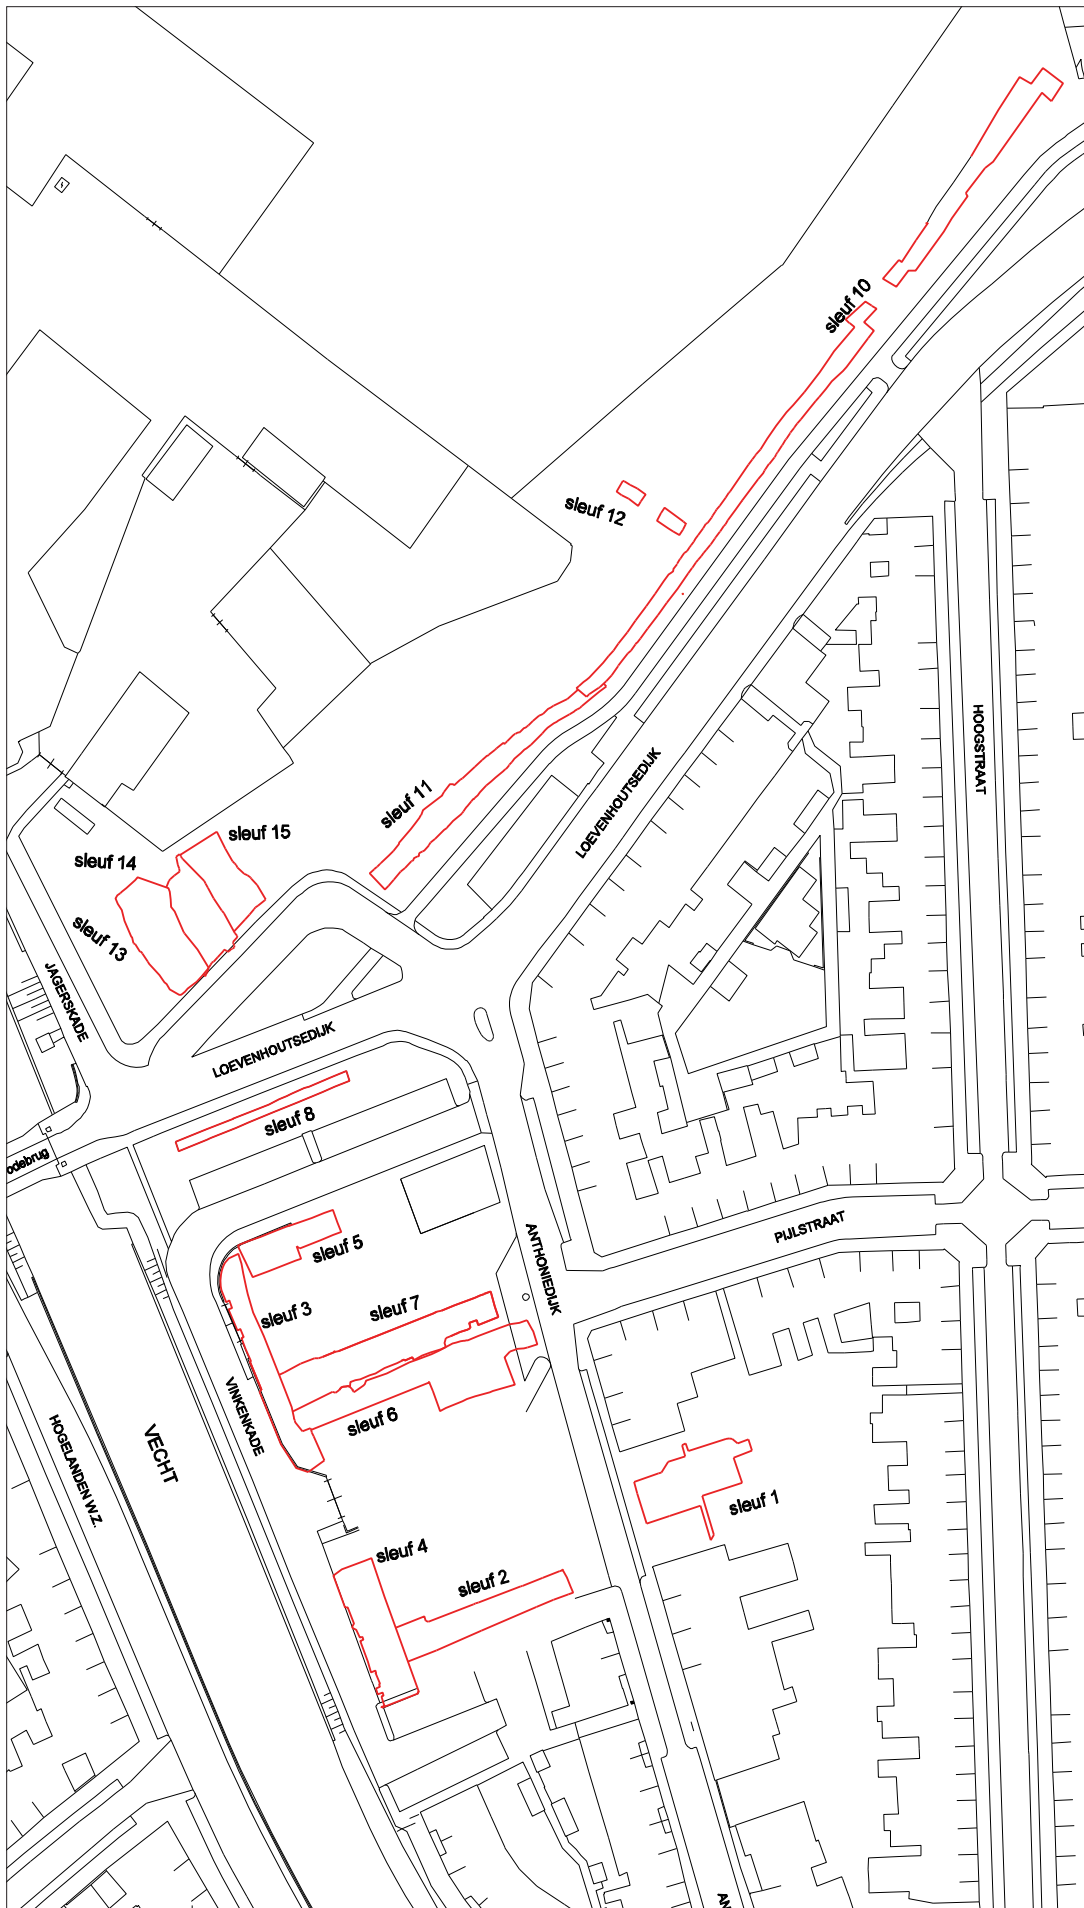 sleuf 10
sleuf 12
HOOGSTRAAT
sleuf 11
LOEVENHOUTSEDIJK
sleuf 15
sleuf 14
sleuf 13
JAGERSKADE
LOEVENHOUTSEDIJK
sleuf 8
odebrug
PIJLSTRAAT
ANTHONIEDIJK
sleuf 5
sleuf 3
sleuf 7
VINKENKADE
sleuf 6
HOGELANDEN W.Z.
VECHT
sleuf 1
sleuf 4
sleuf 2
AN